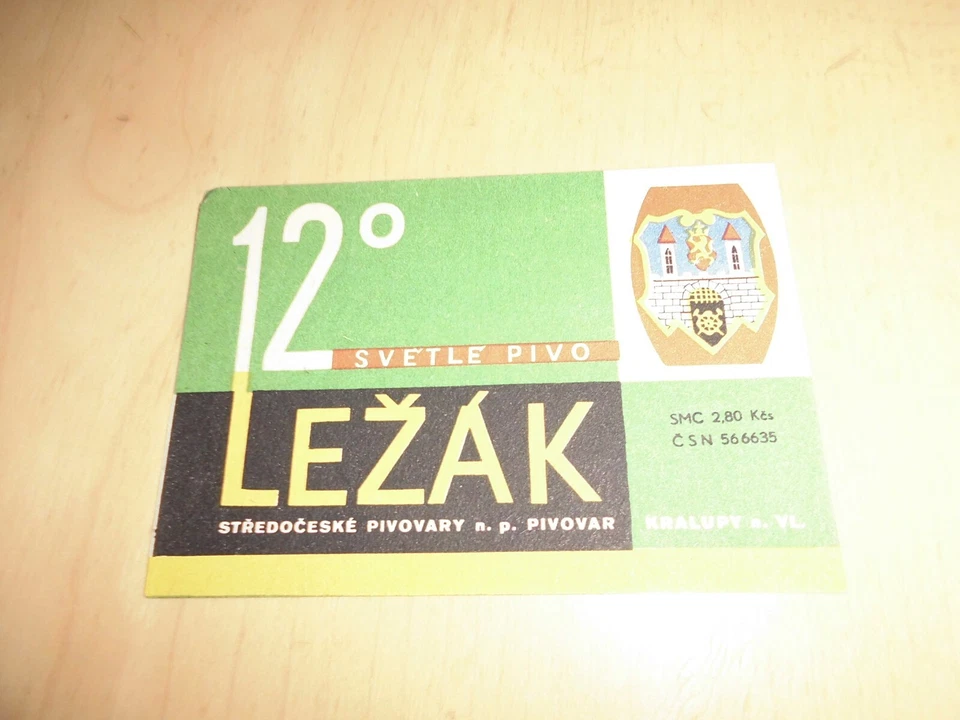 12°
SVĚTLÉ PIVO
LEŽÁK
SMC 2,80 Kčs
ČSN 566635
STŘEDOČESKÉ PIVOVARY n. p. PIVOVAR KRALUPY n. VL.